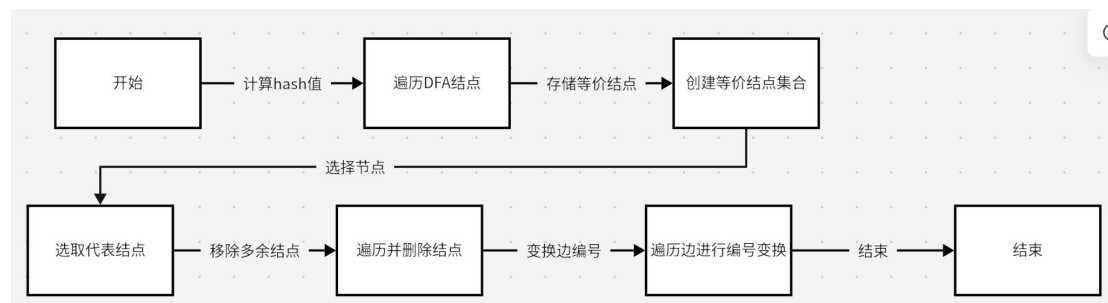 开始
计算hash值
遍历DFA结点
存储等价结点
创建等价结点集合
选择节点
选取代表结点
移除多余结点
遍历并删除结点
变换边编号
遍历边进行编号变换
结束
结束